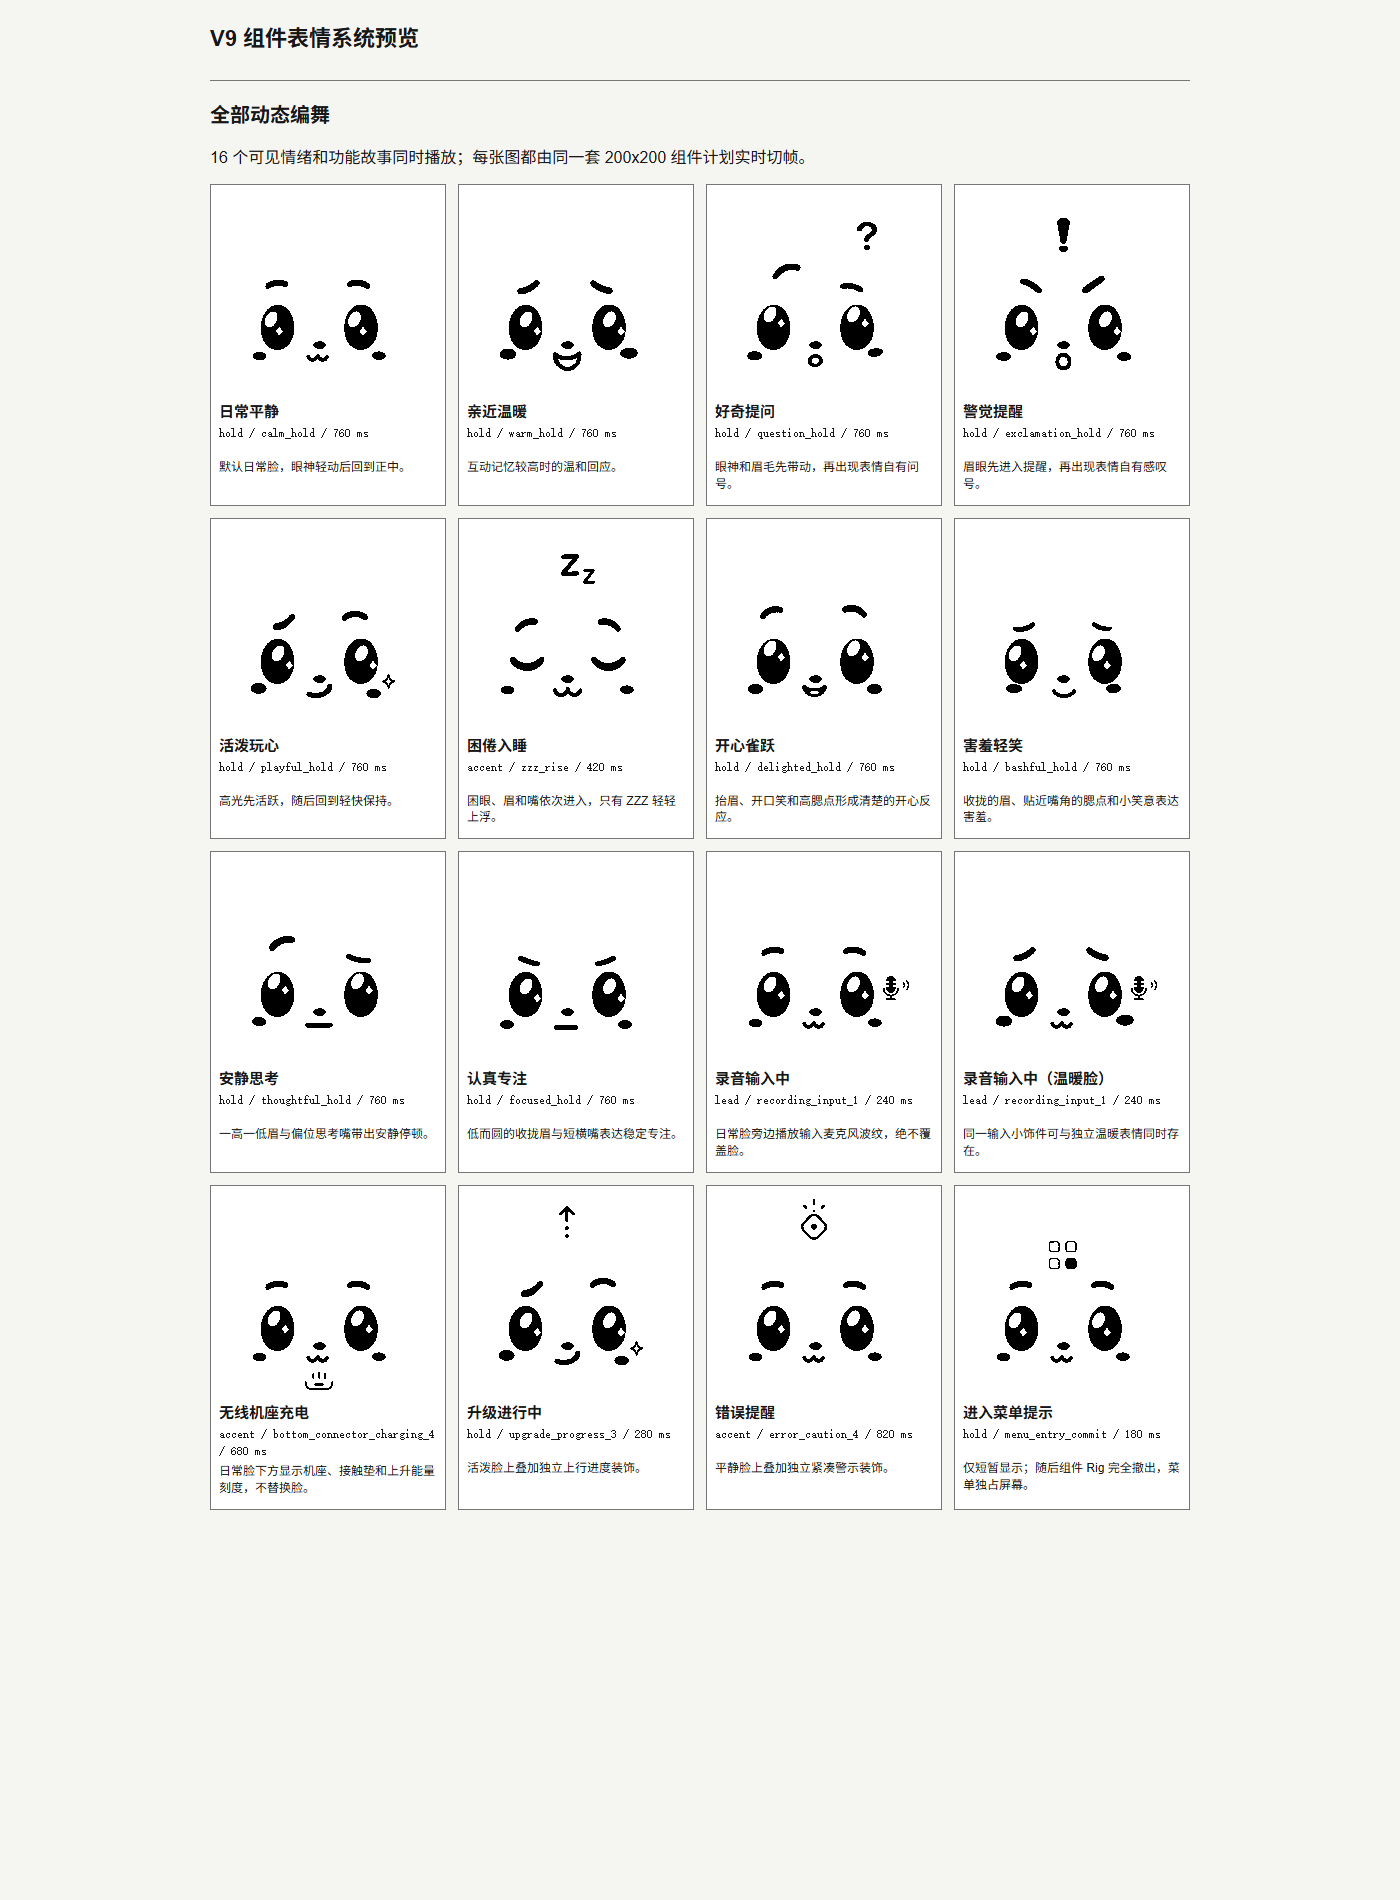 V9 组件表情系统预览
全部动态编舞
16 个可见情绪和功能故事同时播放；每张图都由同一套 200x200 组件计划实时切帧。
?
!
日常平静
hold / calm_hold / 760 ms
默认日常脸，眼神轻动后回到正中。
亲近温暖
hold / warm_hold / 760 ms
互动记忆较高时的温和回应。
好奇提问
hold / question_hold / 760 ms
眼神和眉毛先带动，再出现表情自有问
号。
警觉提醒
hold / exclamation_hold / 760 ms
眉眼先进入提醒，再出现表情自有感叹
号。
Z z
活泼玩心
hold / playful_hold / 760 ms
高光先活跃，随后回到轻快保持。
困倦入睡
accent / zzz_rise / 420 ms
困眼、眉和嘴依次进入，只有 ZZZ 轻轻
上浮。
开心雀跃
hold / delighted_hold / 760 ms
抬眉、开口笑和高腮点形成清楚的开心反
应。
害羞轻笑
hold / bashful_hold / 760 ms
收拢的眉、贴近嘴角的腮点和小笑意表达
害羞。
安静思考
hold / thoughtful_hold / 760 ms
一高一低眉与偏位思考嘴带出安静停顿。
认真专注
hold / focused_hold / 760 ms
低而圆的收拢眉与短横嘴表达稳定专注。
录音输入中
lead / recording_input_1 / 240 ms
日常脸旁边播放输入麦克风波纹，绝不覆
盖脸。
录音输入中（温暖脸）
lead / recording_input_1 / 240 ms
同一输入小饰件可与独立温暖表情同时存
在。
无线机座充电
accent / bottom_connector_charging_4
/ 680 ms
日常脸下方显示机座、接触垫和上升能量
刻度，不替换脸。
升级进行中
hold / upgrade_progress_3 / 280 ms
活泼脸上叠加独立上行进度装饰。
错误提醒
accent / error_caution_4 / 820 ms
平静脸上叠加独立紧凑警示装饰。
进入菜单提示
hold / menu_entry_commit / 180 ms
仅短暂显示；随后组件 Rig 完全撤出，菜
单独占屏幕。